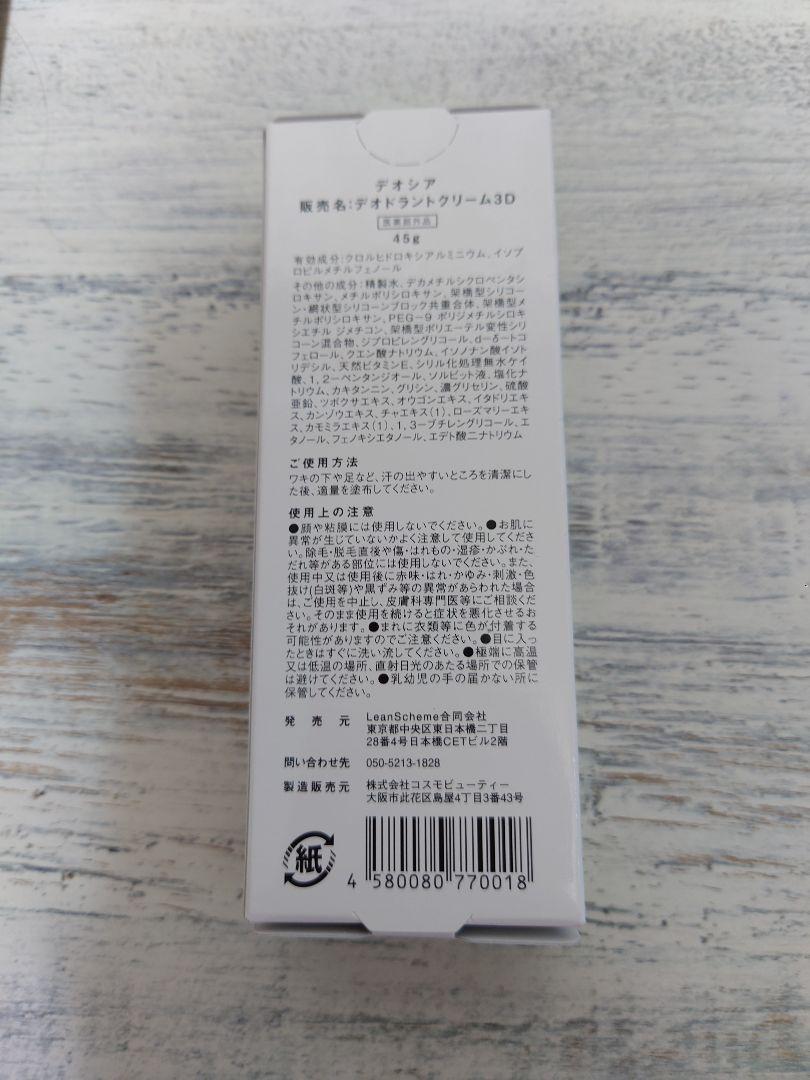 デオシア
販売名:デオドラントクリーム3D
医薬部外品
45g
有効成分:クロルヒドロキシアルミニウム、イソプ
ロピルメチルフェノール
その他の成分:精製水、デカメチルシクロペンタシ
ロキサン、メチルポリシロキサン、架橋型シリコー
ン・網状型シリコーンブロック共重合体、架橋型メ
チルポリシロキサン、PEG-9 ポリジメチルシロキ
シエチル ジメチコン、架橋型ポリエーテル変性シリ
コーン混合物、ジプロピレングリコール、d-δ-トコ
フェロール、クエン酸ナトリウム、イソノナン酸イソト
リデシル、天然ビタミンE、シリル化処理無水ケイ
酸、1,2-ペンタンジオール、ソルビット液、塩化ナ
トリウム、カキタンニン、グリシン、濃グリセリン、硫酸
亜鉛、ツボクサエキス、オウゴンエキス、イタドリエキ
ス、カンゾウエキス、チャエキス(1)、ローズマリーエキ
ス、カモミラエキス(1)、1,3-ブチレングリコール、エ
タノール、フェノキシエタノール、エデト酸二ナトリウム
ご使用方法
ワキの下や足など、汗の出やすいところを清潔にし
た後、適量を塗布してください。
使用上の注意
●顔や粘膜には使用しないでください。●お肌に
異常が生じていないかよく注意して使用してくださ
い。除毛・脱毛直後や傷・はれもの・湿疹・かぶれ・た
だれ等がある部位には使用しないでください。また、
使用中又は使用後に赤味・はれ・かゆみ・刺激・色
抜け(白斑等)や黒ずみ等の異常があらわれた場合
は、ご使用を中止し、皮膚科専門医等にご相談くだ
さい。そのまま使用を続けると症状を悪化させるお
それがあります。●まれに衣類等に色が付着する
可能性がありますのでご注意ください。●目に入っ
たときはすぐに洗い流してください。●極端に高温
又は低温の場所、直射日光のあたる場所での保管
は避けてください。●乳幼児の手の届かない所に
保管してください。
発売元 LeanScheme合同会社
東京都中央区東日本橋二丁目
28番4号日本橋CETビル2階
問い合わせ先 050-5213-1828
製造販売元 株式会社コスモビューティー
大阪市此花区島屋4丁目3番43号
紙
4 580080 770018